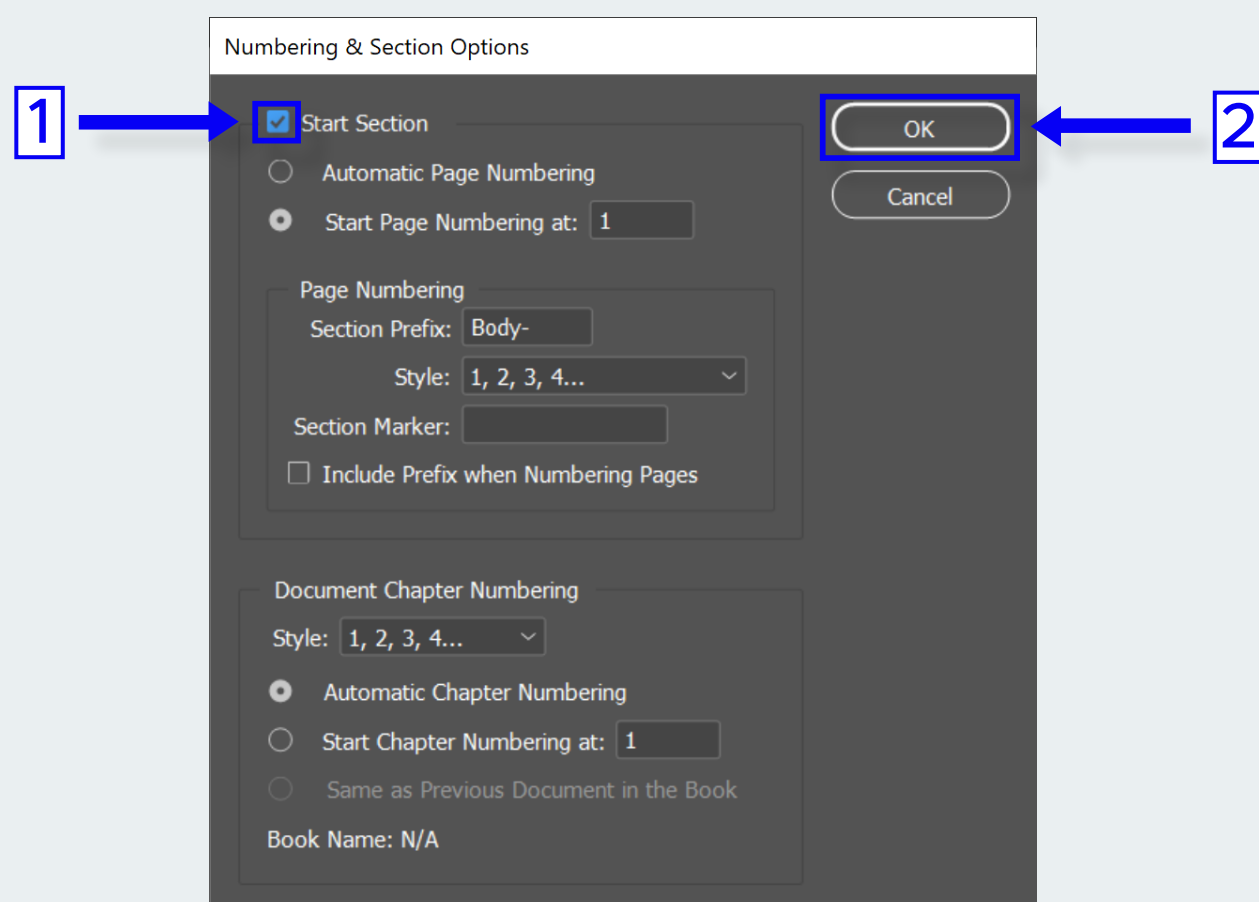 Numbering & Section Options
1
Start Section
OK
2
Automatic Page Numbering
Cancel
Start Page Numbering at: 1
Page Numbering
Section Prefix: Body-
Style: 1, 2, 3, 4...
Section Marker:
Include Prefix when Numbering Pages
Document Chapter Numbering
Style: 1, 2, 3, 4...
Automatic Chapter Numbering
Start Chapter Numbering at: 1
Same as Previous Document in the Book
Book Name: N/A